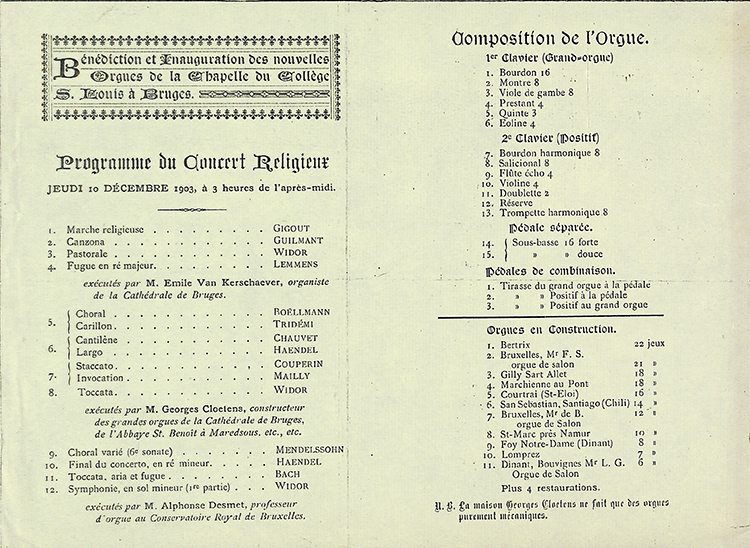 Bénédiction et Inauguration des nouvelles
Orgues de la Chapelle du Collège
S. Louis à Bruges.
Programme du Concert Religieux
JEUDI 10 DÉCEMBRE 1903, à 3 heures de l'après-midi.
1. Marche religieuse . . . . . . . . . . GIGOUT
2. Canzona . . . . . . . . . . GUILMANT
3. Pastorale . . . . . . . . . . WIDOR
4. Fugue en ré majeur. . . . . . . . . LEMMENS
exécutés par M. Emile Van Kerschaever, organiste
de la Cathédrale de Bruges.
5. { Choral . . . . . . . . . . BOËLLMANN
Carillon. . . . . . . . . . TRIDÉMI
6. { Cantilène . . . . . . . . . . CHAUVET
Largo . . . . . . . . . . HAENDEL
7. { Staccato. . . . . . . . . . COUPERIN
Invocation . . . . . . . . . . MAILLY
8. Toccata. . . . . . . . . . WIDOR
exécutés par M. Georges Cloetens, constructeur
des grandes orgues de la Cathédrale de Bruges,
de l'Abbaye St. Benoît à Maredsous. etc., etc.
9. Choral varié (6e sonate) . . . . . MENDELSSOHN
10. Final du concerto, en ré mineur. . . . HAENDEL
11. Toccata, aria et fugue . . . . . . . BACH
12. Symphonie, en sol mineur (1re partie) . . . WIDOR
exécutés par M. Alphonse Desmet, professeur
d'orgue au Conservatoire Royal de Bruxelles.
Composition de l'Orgue.
1er Clavier (Grand-orgue)
1. Bourdon 16
2. Montre 8
3. Viole de gambe 8
4. Prestant 4
5. Quinte 3
6. Eoline 4
2e Clavier (Positif)
7. Bourdon harmonique 8
8. Salicional 8
9. Flûte écho 4
10. Violine 4
11. Doublette 2
12. Réserve
13. Trompette harmonique 8
Pédale séparée.
14. { Sous-basse 16 forte
15. » » douce
Pédales de combinaison.
1. Tirasse du grand orgue à la pédale
2. » » Positif à la pédale
3. » » Positif au grand orgue
Orgues en Construction.
1. Bertrix 22 jeux
2. Bruxelles, Mr F. S.
orgue de salon 21 »
3. Gilly Sart Allet 18 »
4. Marchienne au Pont 18 »
5. Courtrai (St-Eloi) 16 »
6. San Sebastian, Santiago (Chili) 14 »
7. Bruxelles, Mr de B. 12 »
orgue de Salon
8. St-Marc près Namur 10 »
9. Foy Notre-Dame (Dinant) 8 »
10. Lomprez 7 »
11. Dinant, Bouvignes Mr L. G. 6 »
Orgue de Salon
Plus 4 restaurations.
N. B. La maison Georges Cloetens ne fait que des orgues
purement mécaniques.